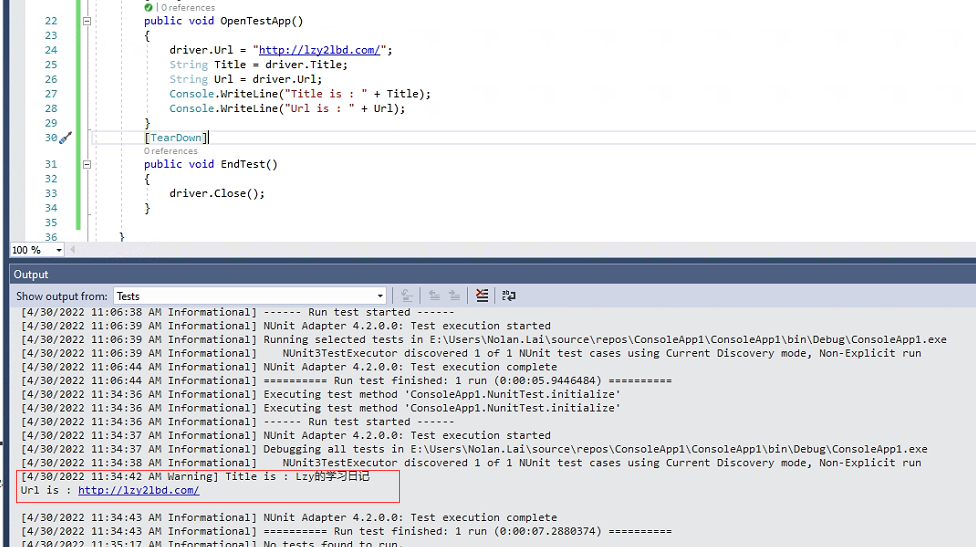 0 references
22 public void OpenTestApp()
23 {
24 driver.Url = "http://lzy2lbd.com/";
25 String Title = driver.Title;
26 String Url = driver.Url;
27 Console.WriteLine("Title is : " + Title);
28 Console.WriteLine("Url is : " + Url);
29 }
30 [TearDown]
0 references
31 public void EndTest()
32 {
33 driver.Close();
34 }
35
36 }
100 %
Output
Show output from: Tests
[4/30/2022 11:06:38 AM Informational] ------ Run test started ------
[4/30/2022 11:06:39 AM Informational] NUnit Adapter 4.2.0.0: Test execution started
[4/30/2022 11:06:39 AM Informational] Running selected tests in E:\Users\Nolan.Lai\source\repos\ConsoleApp1\ConsoleApp1\bin\Debug\ConsoleApp1.exe
[4/30/2022 11:06:39 AM Informational] NUnit3TestExecutor discovered 1 of 1 NUnit test cases using Current Discovery mode, Non-Explicit run
[4/30/2022 11:06:44 AM Informational] NUnit Adapter 4.2.0.0: Test execution complete
[4/30/2022 11:06:44 AM Informational] ========== Run test finished: 1 run (0:00:05.9446484) ==========
[4/30/2022 11:34:36 AM Informational] Executing test method 'ConsoleApp1.NunitTest.initialize'
[4/30/2022 11:34:36 AM Informational] Executing test method 'ConsoleApp1.NunitTest.initialize'
[4/30/2022 11:34:36 AM Informational] ------ Run test started ------
[4/30/2022 11:34:37 AM Informational] NUnit Adapter 4.2.0.0: Test execution started
[4/30/2022 11:34:37 AM Informational] Debugging all tests in E:\Users\Nolan.Lai\source\repos\ConsoleApp1\ConsoleApp1\bin\Debug\ConsoleApp1.exe
[4/30/2022 11:34:38 AM Informational] NUnit3TestExecutor discovered 1 of 1 NUnit test cases using Current Discovery mode, Non-Explicit run
[4/30/2022 11:34:42 AM Warning] Title is : Lzy的学习日记
Url is : http://lzy2lbd.com/
[4/30/2022 11:34:43 AM Informational] NUnit Adapter 4.2.0.0: Test execution complete
[4/30/2022 11:34:43 AM Informational] ========== Run test finished: 1 run (0:00:07.2880374) ==========
[4/30/2022 11:35:17 AM Informational] No tests found to run.